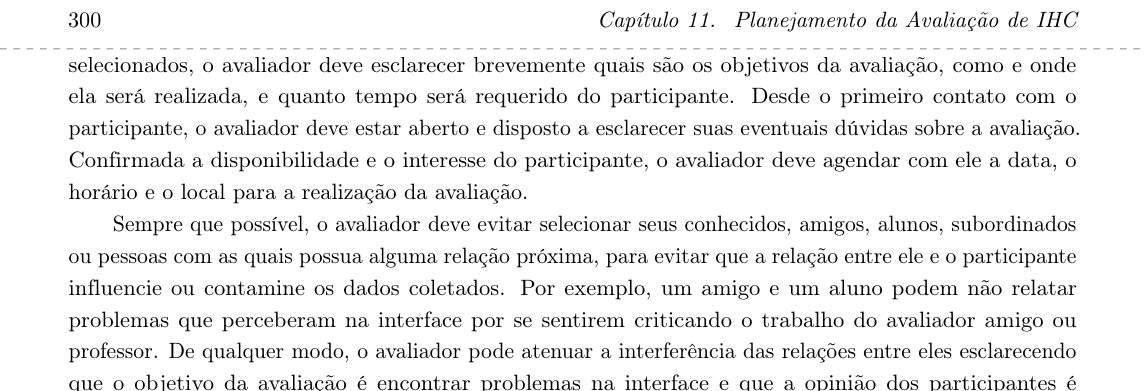 300 Capítulo 11. Planejamento da Avaliação de IHC
selecionados, o avaliador deve esclarecer brevemente quais são os objetivos da avaliação, como e onde
ela será realizada, e quanto tempo será requerido do participante. Desde o primeiro contato com o
participante, o avaliador deve estar aberto e disposto a esclarecer suas eventuais dúvidas sobre a avaliação.
Confirmada a disponibilidade e o interesse do participante, o avaliador deve agendar com ele a data, o
horário e o local para a realização da avaliação.
Sempre que possível, o avaliador deve evitar selecionar seus conhecidos, amigos, alunos, subordinados
ou pessoas com as quais possua alguma relação próxima, para evitar que a relação entre ele e o participante
influencie ou contamine os dados coletados. Por exemplo, um amigo e um aluno podem não relatar
problemas que perceberam na interface por se sentirem criticando o trabalho do avaliador amigo ou
professor. De qualquer modo, o avaliador pode atenuar a interferência das relações entre eles esclarecendo
que o objetivo da avaliação é encontrar problemas na interface e que a opinião dos participantes é